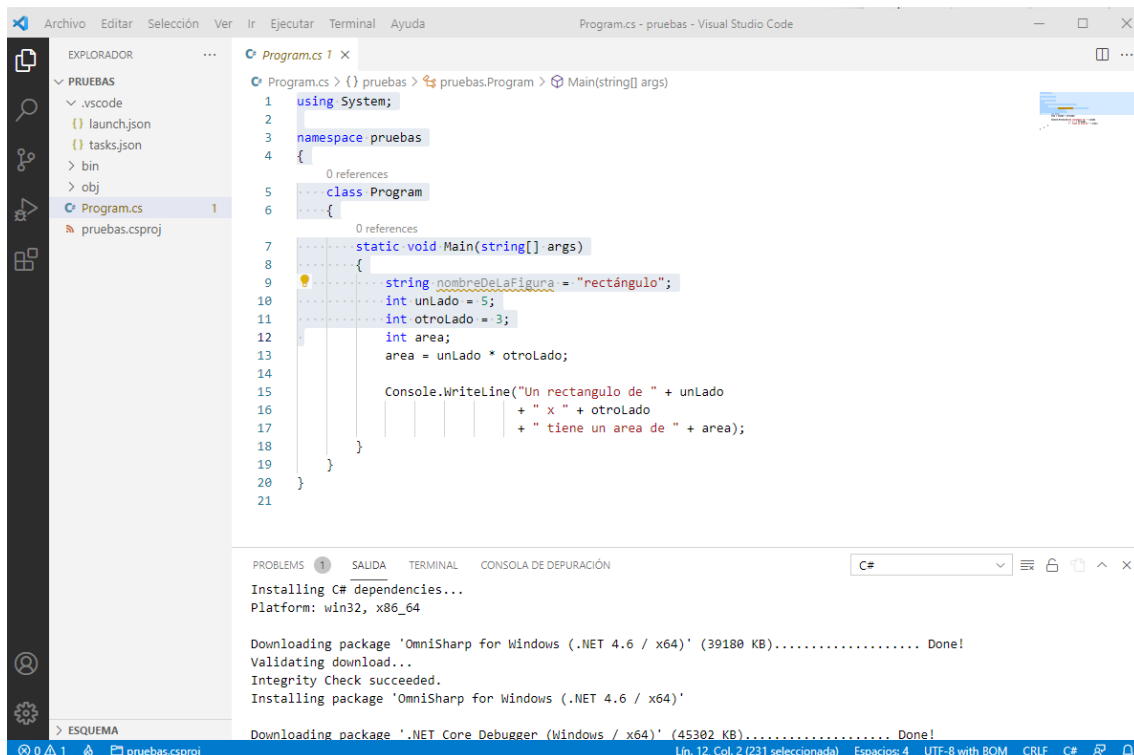 Archivo Editar Selección Ver Ir Ejecutar Terminal Ayuda Program.cs - pruebas - Visual Studio Code
EXPLORADOR
PRUEBAS
.vscode
{} launch.json
{} tasks.json
> bin
> obj
Program.cs 1
pruebas.csproj
> ESQUEMA
Program.cs 1
Program.cs > {} pruebas > pruebas.Program > Main(string[] args)
1 using System;
2
3 namespace pruebas
4 {
0 references
5 class Program
6 {
0 references
7 static void Main(string[] args)
8 {
9 string nombreDeLaFigura = "rectángulo";
10 int unLado = 5;
11 int otroLado = 3;
12 int area;
13 area = unLado * otroLado;
14
15 Console.WriteLine("Un rectangulo de " + unLado
16 + " x " + otroLado
17 + " tiene un area de " + area);
18 }
19 }
20 }
21
PROBLEMS 1 SALIDA TERMINAL CONSOLA DE DEPURACIÓN C#
Installing C# dependencies...
Platform: win32, x86_64
Downloading package 'OmniSharp for Windows (.NET 4.6 / x64)' (39180 KB).................... Done!
Validating download...
Integrity Check succeeded.
Installing package 'OmniSharp for Windows (.NET 4.6 / x64)'
Downloading package '.NET Core Debugger (Windows / x64)' (45302 KB).................... Done!
0 1 pruebas.csproj Lín. 12, Col. 2 (231 seleccionada) Espacios: 4 UTF-8 with BOM CRLF C#